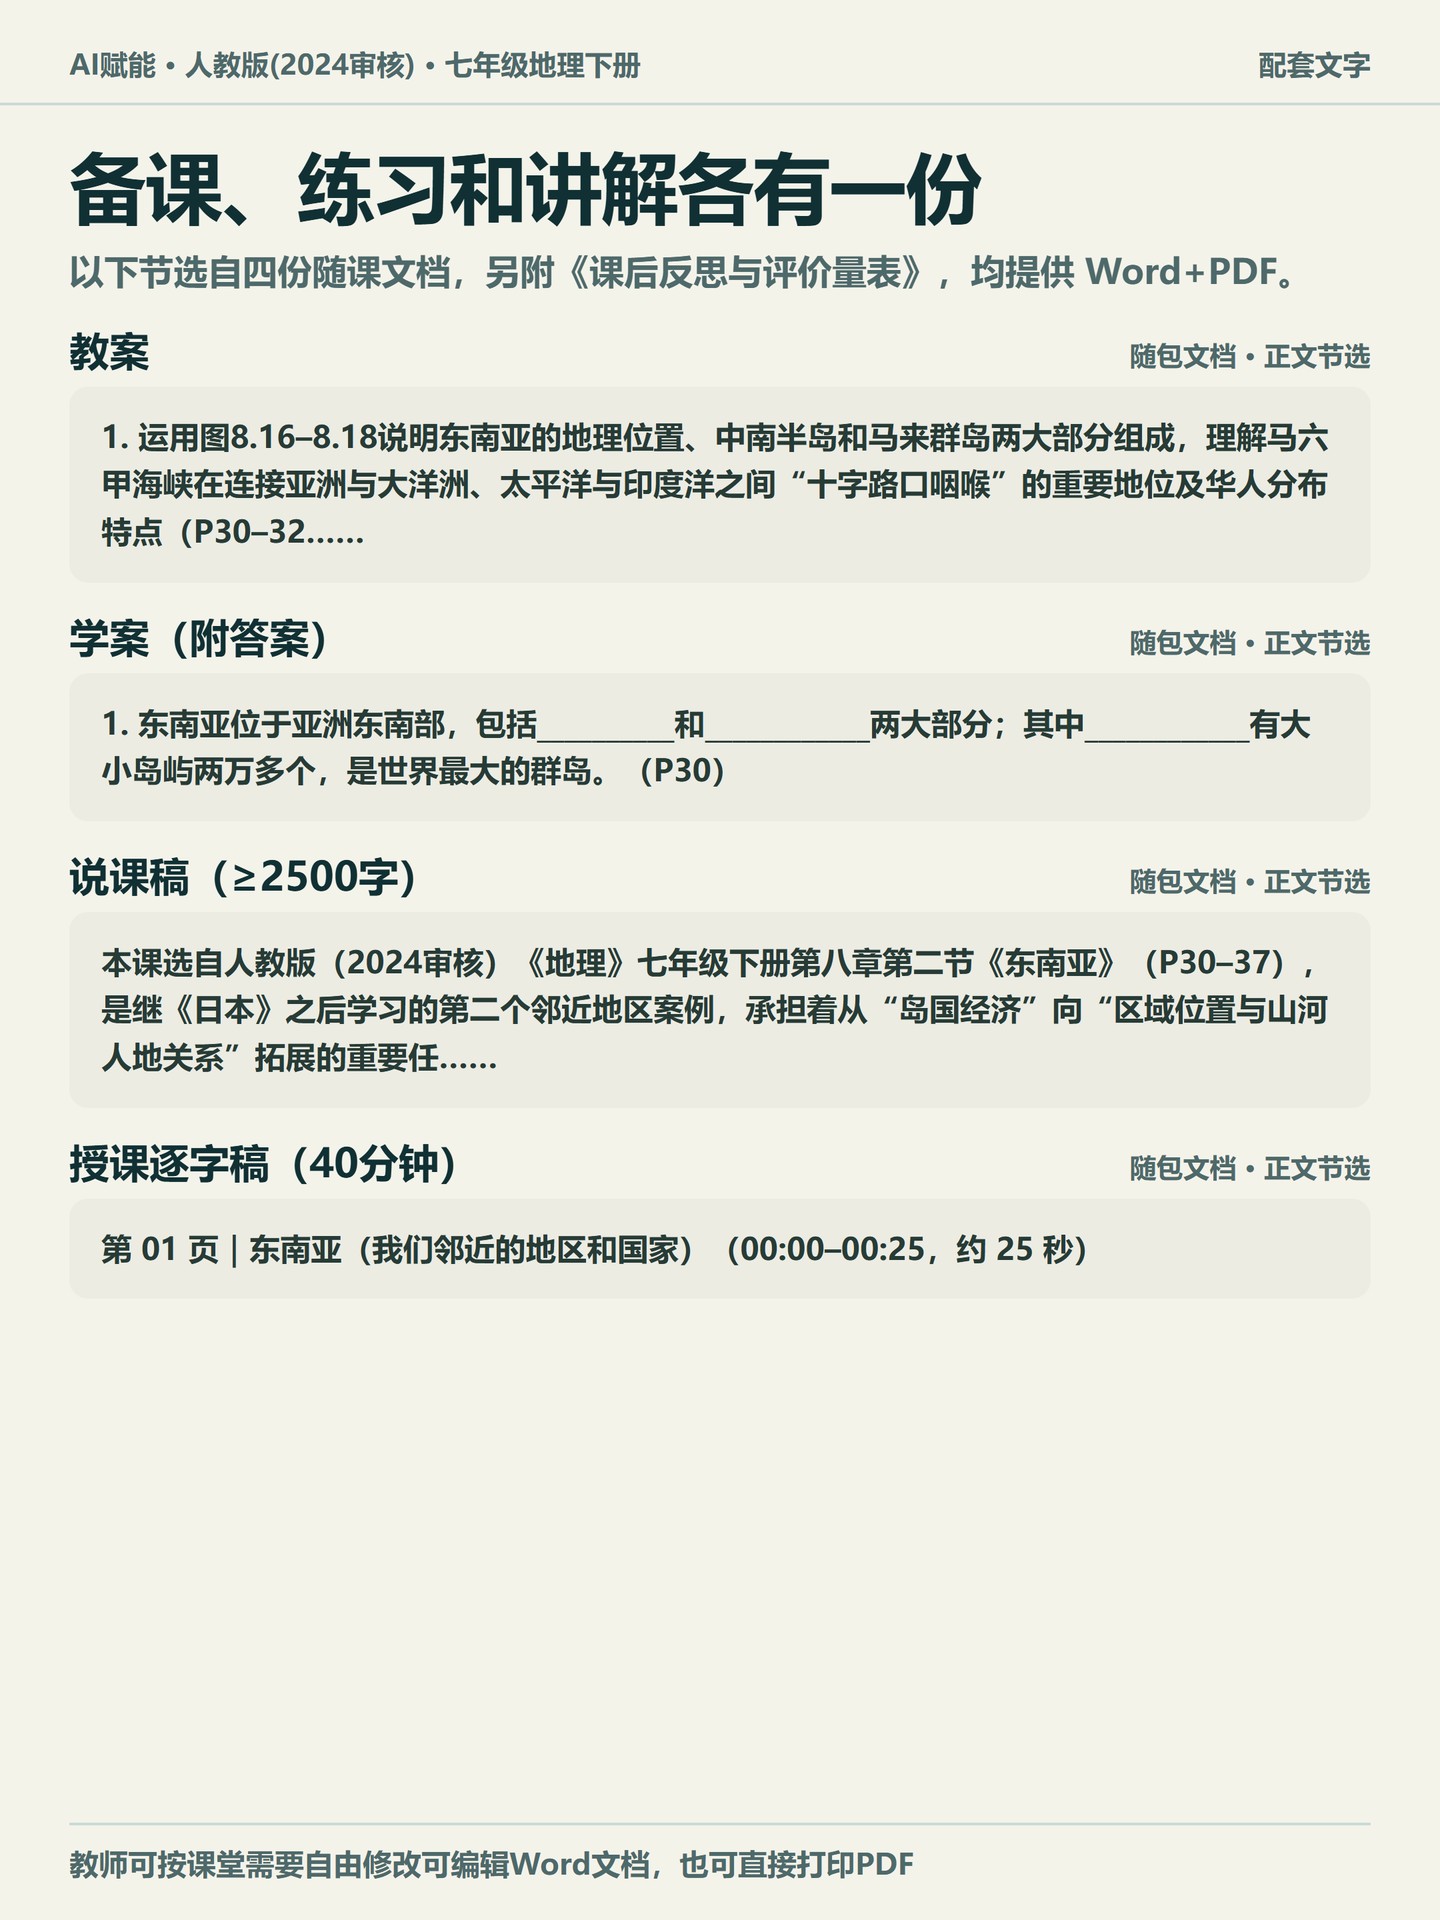 AI赋能 • 人教版(2024审核) • 七年级地理下册
配套文字
备课、练习和讲解各有一份
以下节选自四份随课文档，另附《课后反思与评价量表》，均提供 Word+PDF。
教案
随包文档 • 正文节选
1. 运用图8.16–8.18说明东南亚的地理位置、中南半岛和马来群岛两大部分组成，理解马六
甲海峡在连接亚洲与大洋洲、太平洋与印度洋之间“十字路口咽喉”的重要地位及华人分布
特点（P30–32……
学案（附答案）
随包文档 • 正文节选
1. 东南亚位于亚洲东南部，包括__________和____________两大部分；其中____________有大
小岛屿两万多个，是世界最大的群岛。（P30）
说课稿（≥2500字）
随包文档 • 正文节选
本课选自人教版（2024审核）《地理》七年级下册第八章第二节《东南亚》（P30–37），
是继《日本》之后学习的第二个邻近地区案例，承担着从“岛国经济”向“区域位置与山河
人地关系”拓展的重要任……
授课逐字稿（40分钟）
随包文档 • 正文节选
第 01 页｜东南亚（我们邻近的地区和国家）（00:00–00:25，约 25 秒）
教师可按课堂需要自由修改可编辑Word文档，也可直接打印PDF